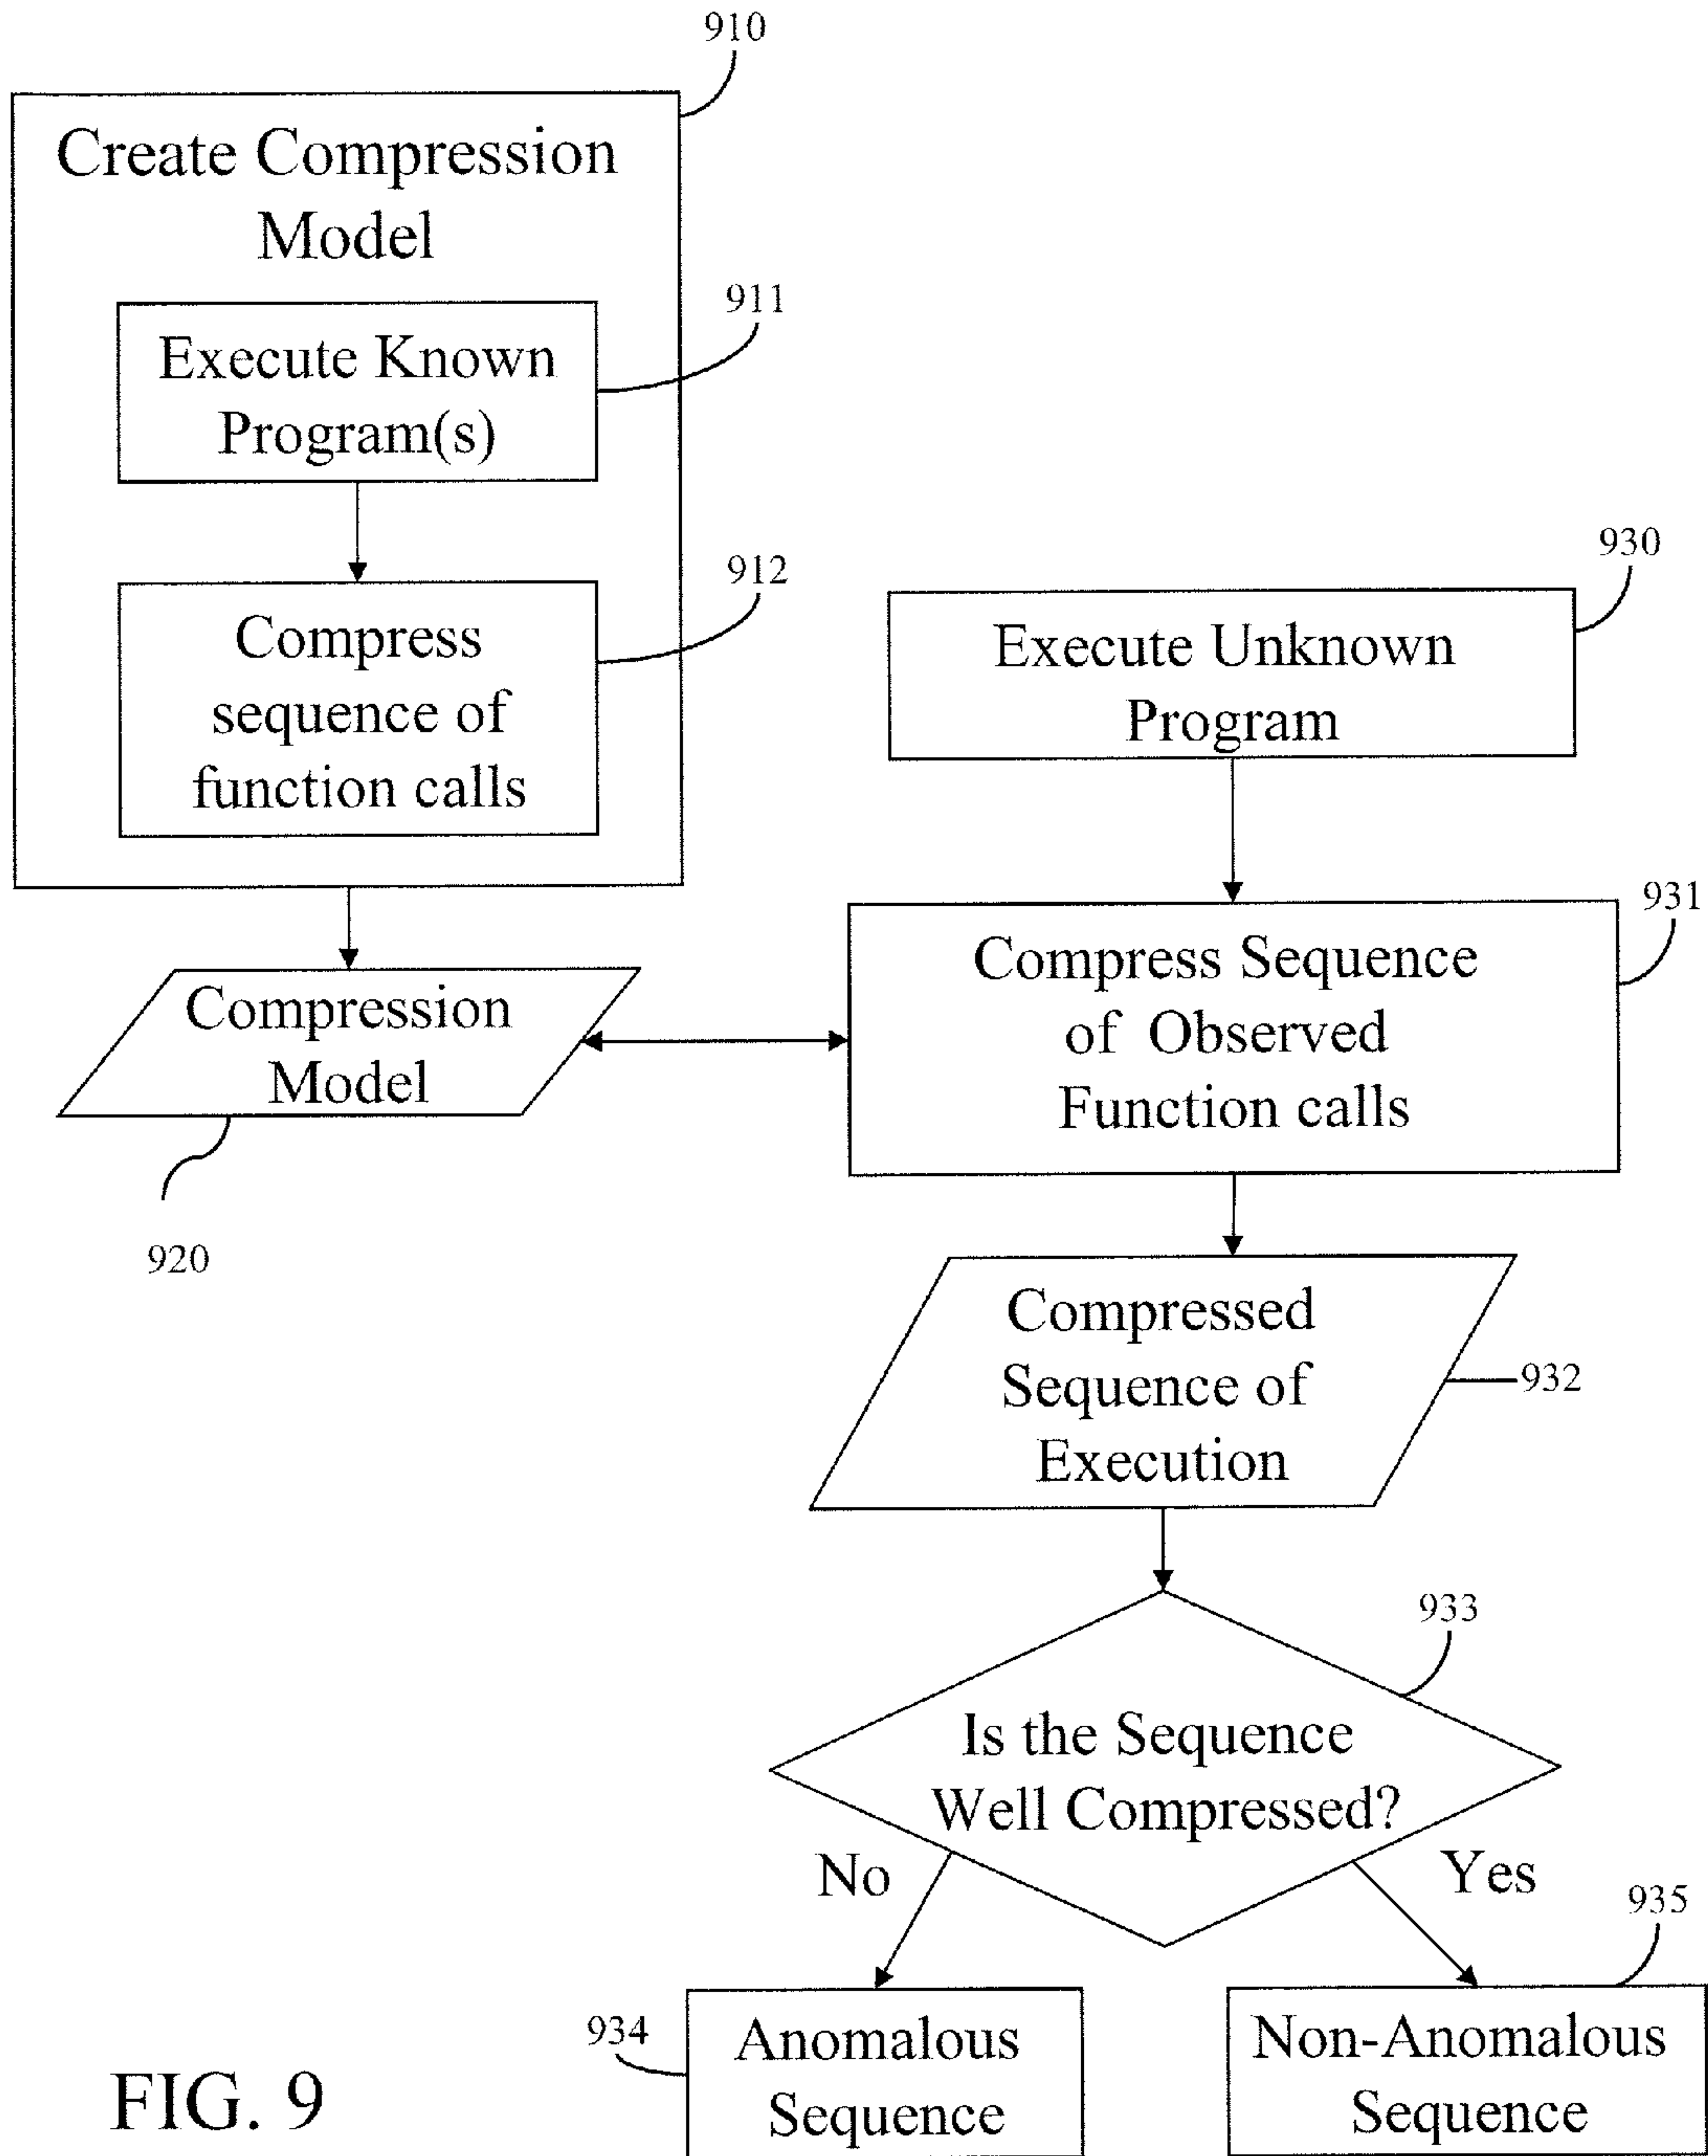 910
Create Compression
Model
911
Execute Known
Program(s)
912
Compress
sequence of
function calls
930
Execute Unknown
Program
931
Compress Sequence
of Observed
Function calls
Compression
Model
920
Compressed
Sequence of
Execution
932
933
Is the Sequence
Well Compressed?
No
Yes
935
934
Anomalous
Sequence
Non-Anomalous
Sequence
FIG. 9